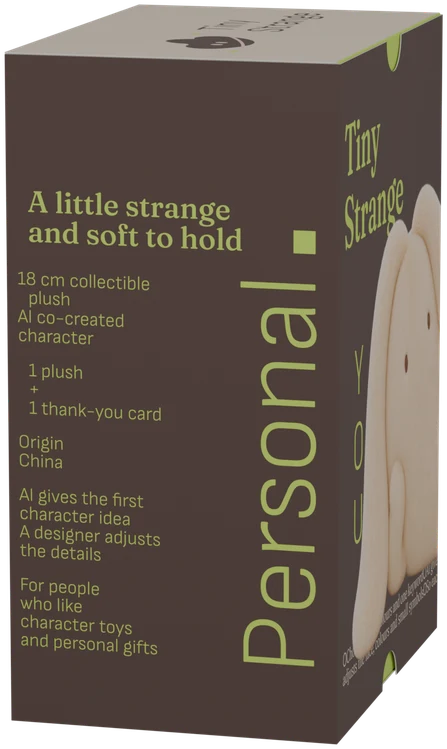 Tiny
Strange
A little strange
and soft to hold
18 cm collectible
plush
AI co-created
character
1 plush
+
1 thank-you card
Origin
China
AI gives the first
character idea
A designer adjusts
the details
For people
who like
character toys
and personal gifts
Personal
Tiny
Strange
YOU